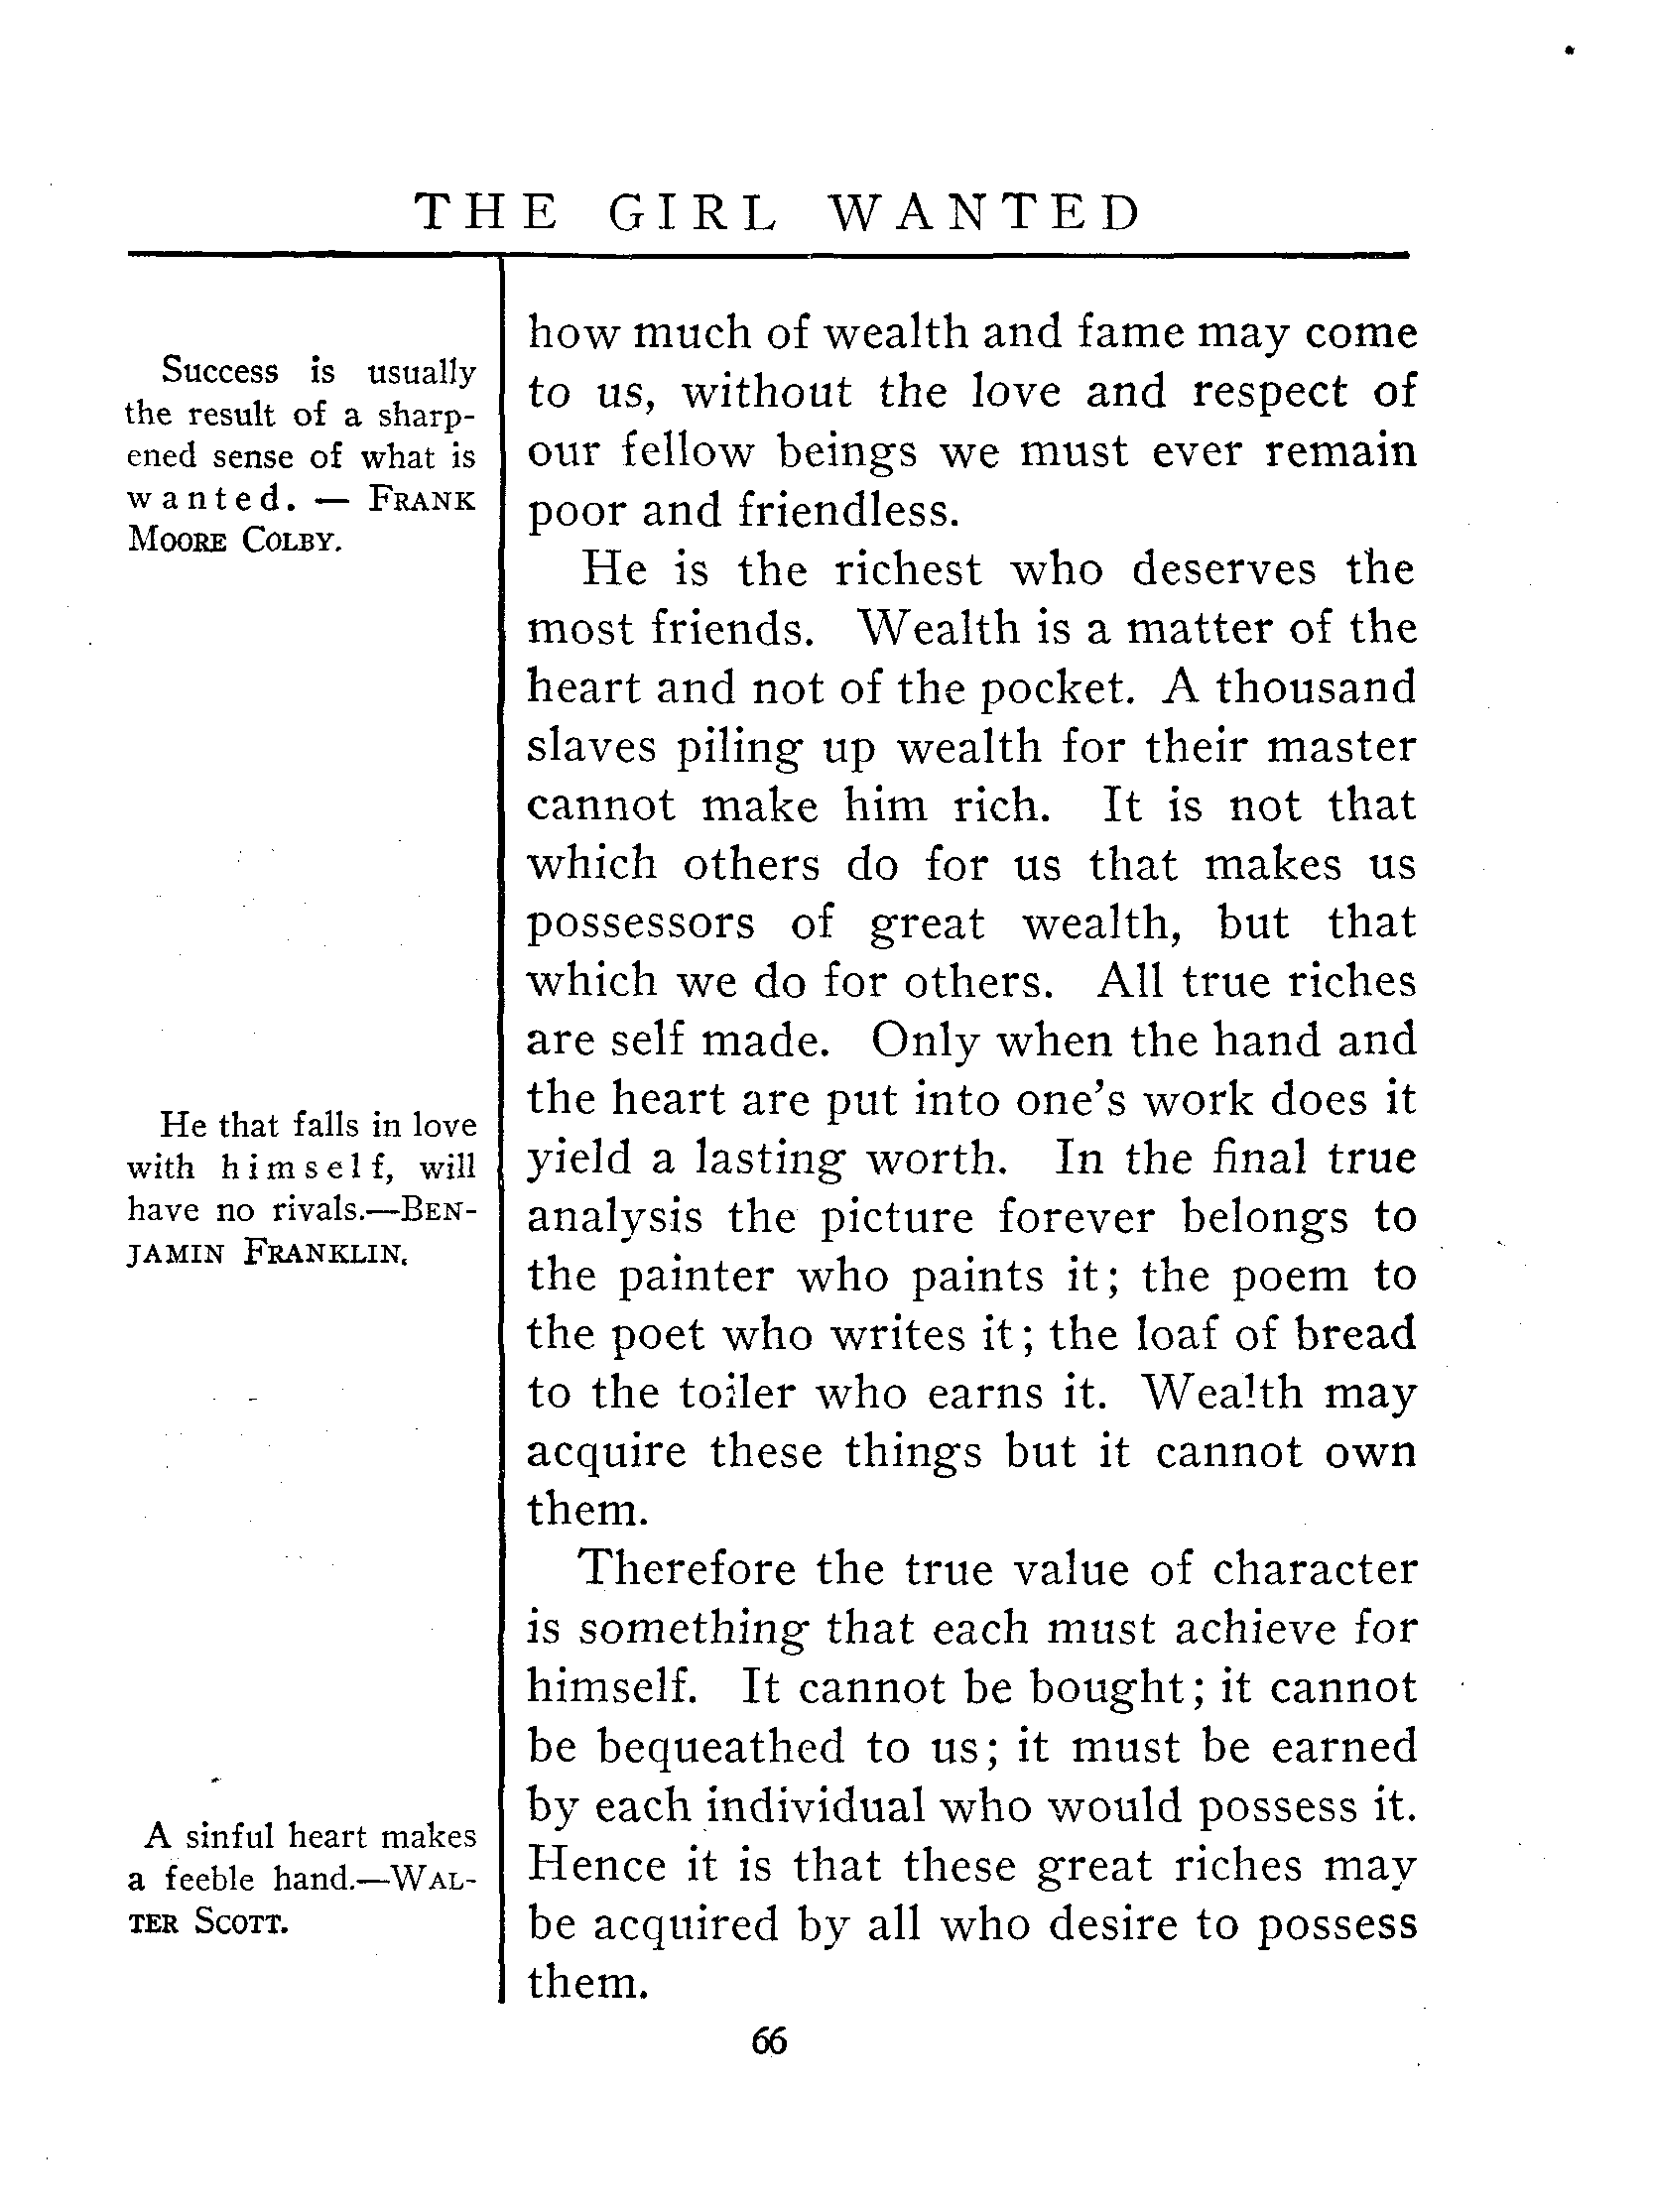 THE GIRL WANTED
Success is usually
the result of a sharp-
ened sense of what is
wanted. — FRANK
MOORE COLBY.
He that falls in love
with himself, will
have no rivals.—BEN-
JAMIN FRANKLIN.
A sinful heart makes
a feeble hand.—WAL-
TER SCOTT.
how much of wealth and fame may come
to us, without the love and respect of
our fellow beings we must ever remain
poor and friendless.
He is the richest who deserves the
most friends. Wealth is a matter of the
heart and not of the pocket. A thousand
slaves piling up wealth for their master
cannot make him rich. It is not that
which others do for us that makes us
possessors of great wealth, but that
which we do for others. All true riches
are self made. Only when the hand and
the heart are put into one's work does it
yield a lasting worth. In the final true
analysis the picture forever belongs to
the painter who paints it; the poem to
the poet who writes it; the loaf of bread
to the toiler who earns it. Wealth may
acquire these things but it cannot own
them.
Therefore the true value of character
is something that each must achieve for
himself. It cannot be bought; it cannot
be bequeathed to us; it must be earned
by each individual who would possess it.
Hence it is that these great riches may
be acquired by all who desire to possess
them.
66